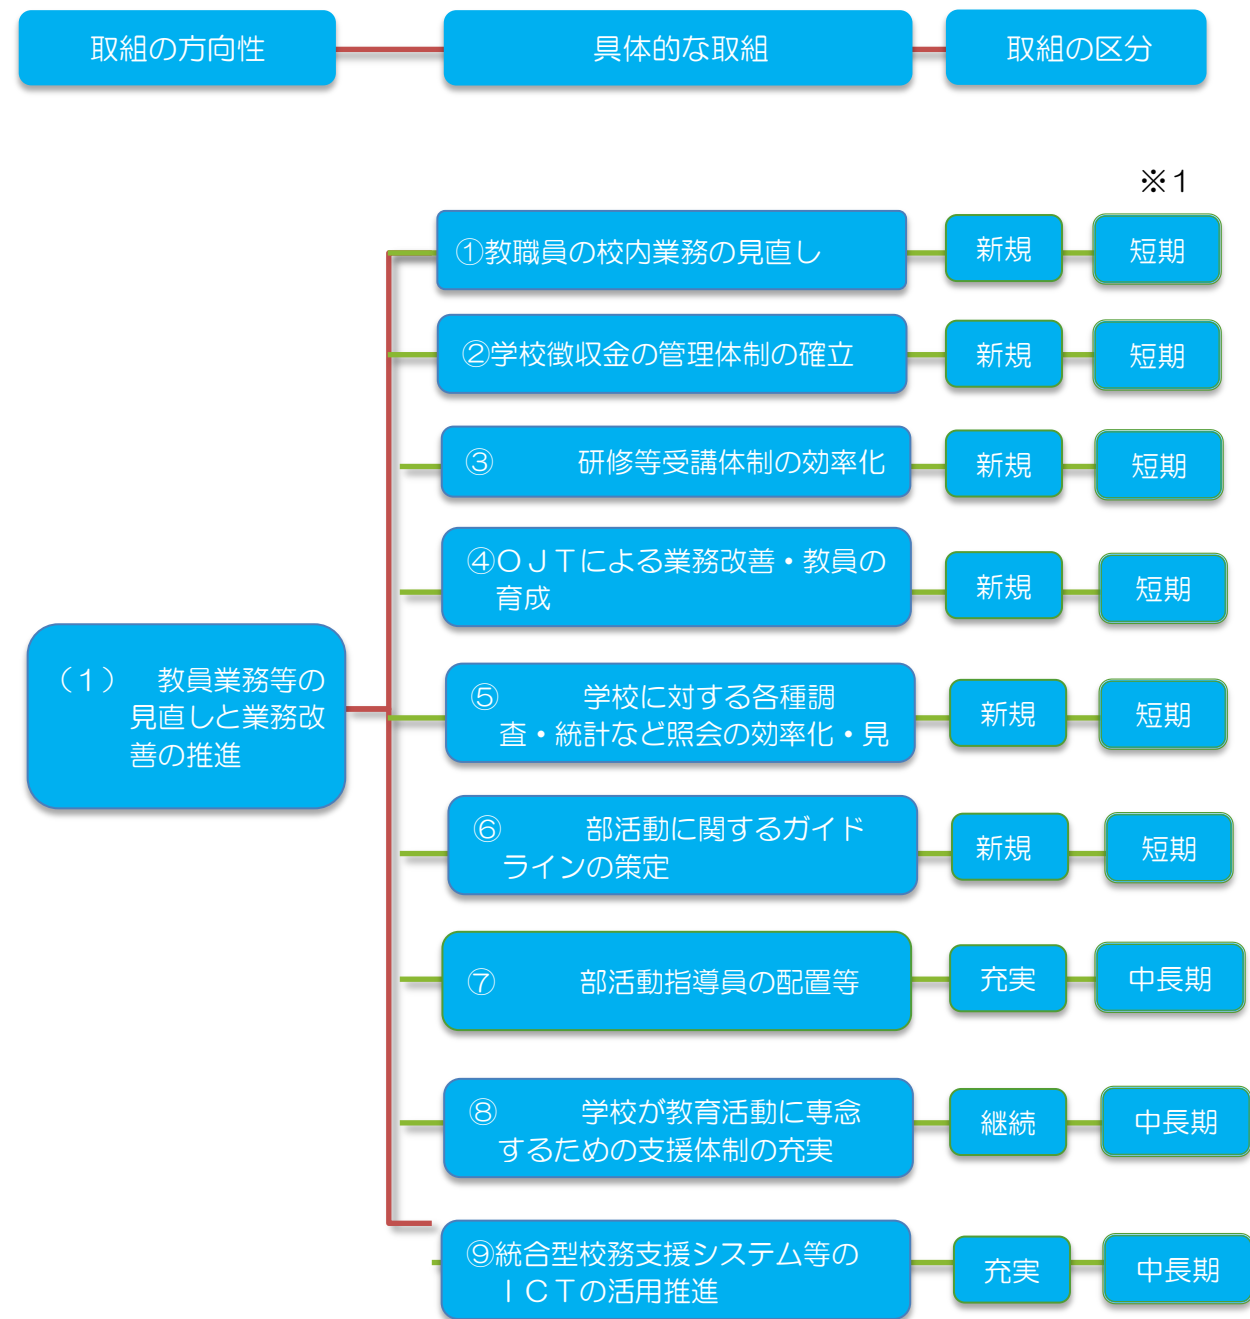 取組の方向性 具体的な取組 取組の区分
※1
①教職員の校内業務の見直し 新規 短期
②学校徴収金の管理体制の確立 新規 短期
③ 研修等受講体制の効率化 新規 短期
④OJTによる業務改善・教員の
育成 新規 短期
(1) 教員業務等の
見直しと業務改
善の推進
⑤ 学校に対する各種調
査・統計など照会の効率化・見 新規 短期
⑥ 部活動に関するガイド
ラインの策定 新規 短期
⑦ 部活動指導員の配置等 充実 中長期
⑧ 学校が教育活動に専念
するための支援体制の充実 継続 中長期
⑨統合型校務支援システム等の
ICTの活用推進 充実 中長期